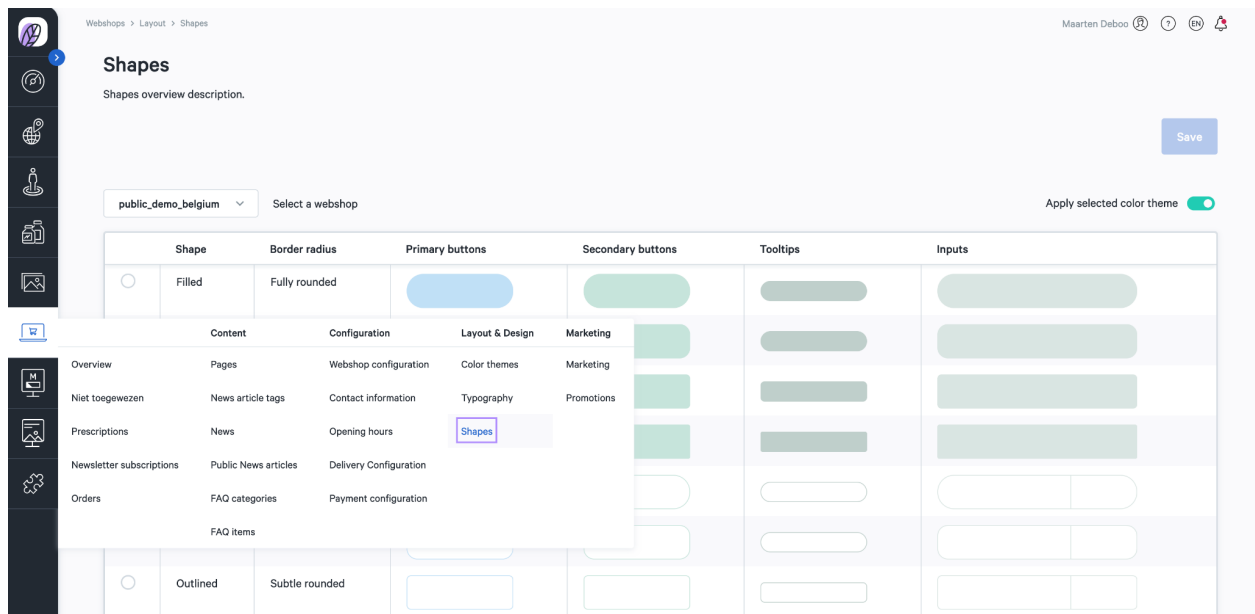 Webshops > Layout > Shapes
Maarten Deboo ? EN
Shapes
Shapes overview description.
Save
public_demo_belgium Select a webshop
Apply selected color theme
Shape Border radius Primary buttons Secondary buttons Tooltips Inputs
Filled Fully rounded
Content Configuration Layout & Design Marketing
Overview Pages Webshop configuration Color themes Marketing
Niet toegewezen News article tags Contact information Typography Promotions
Prescriptions News Opening hours Shapes
Newsletter subscriptions Public News articles Delivery Configuration
Orders FAQ categories Payment configuration
FAQ items
Outlined Subtle rounded
M